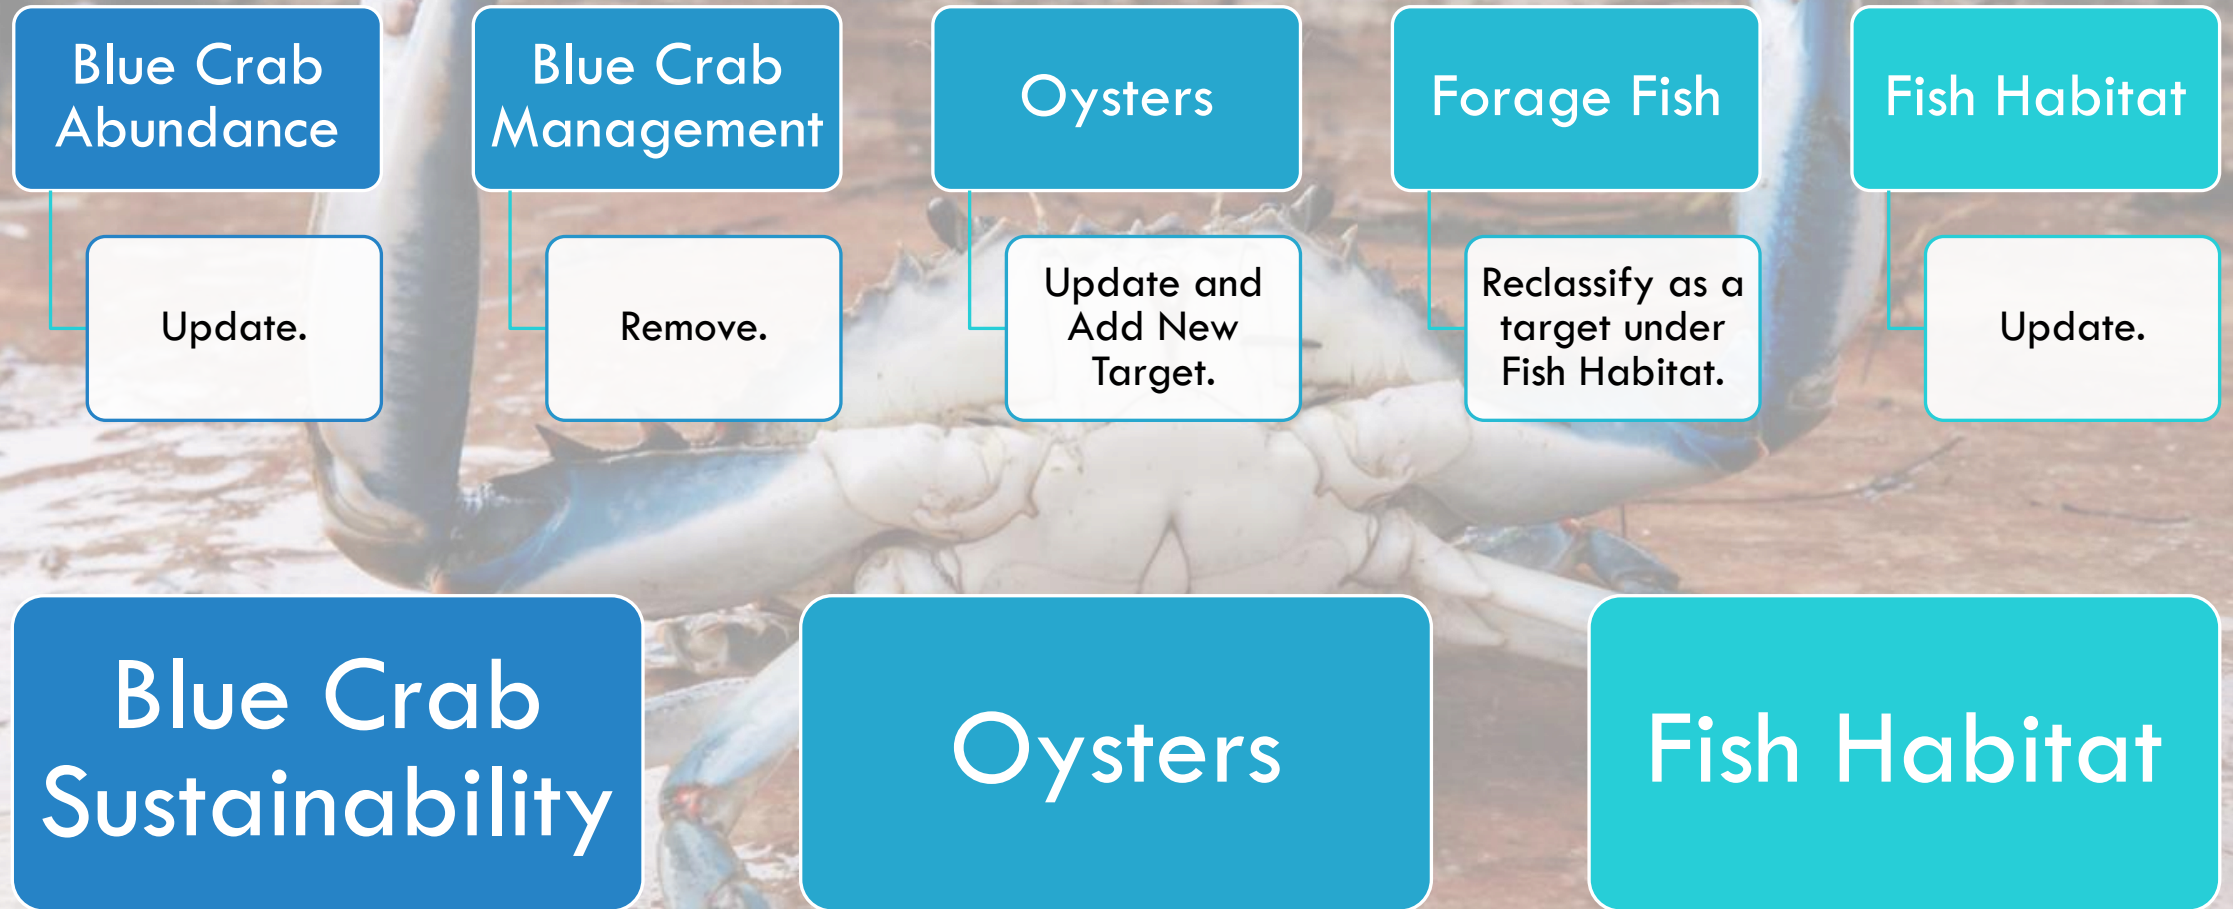 Blue Crab
Abundance
Blue Crab
Management
Oysters
Forage Fish
Fish Habitat
Update.
Remove.
Update and
Add New
Target.
Reclassify as a
target under
Fish Habitat.
Update.
Blue Crab
Sustainability
Oysters
Fish Habitat